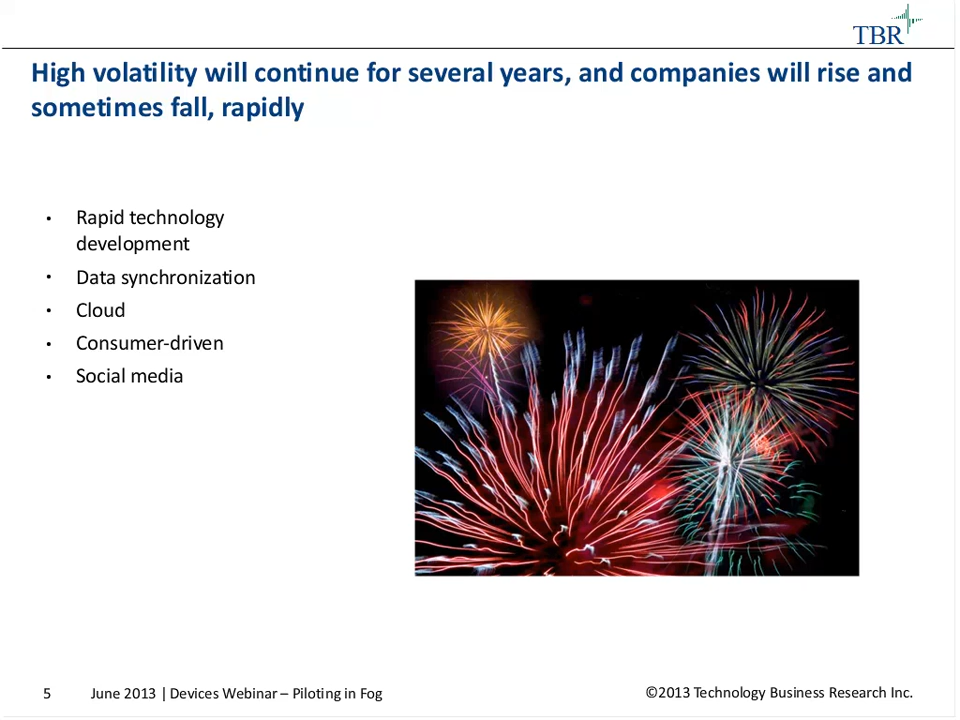 TBR
High volatility will continue for several years, and companies will rise and
sometimes fall, rapidly
• Rapid technology
development
• Data synchronization
• Cloud
• Consumer-driven
• Social media
5 June 2013 | Devices Webinar – Piloting in Fog ©2013 Technology Business Research Inc.